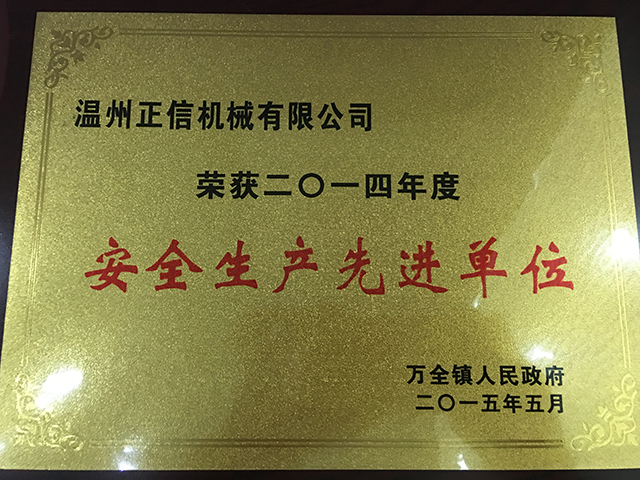 温州正信机械有限公司
荣获二〇一四年度
安全生产先进单位
万全镇人民政府
二〇一五年五月